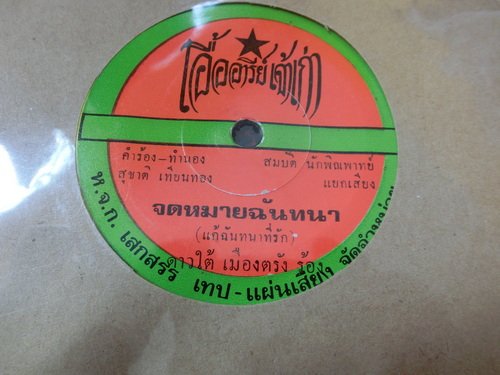 โอ้ออารีย์เจ้าเก่า
คำร้อง-ทำนอง
สุชาติ เทียนทอง
สมบัติ นักพิณพาทย์
แยกเสียง
จดหมายฉันทนา
(แก้ฉันทนาที่รัก)
ดาวใต้ เมืองตรัง ร้อง
ห.จ.ก. เสกสรร เทป-แผ่นเสียง จัดจำหน่าย